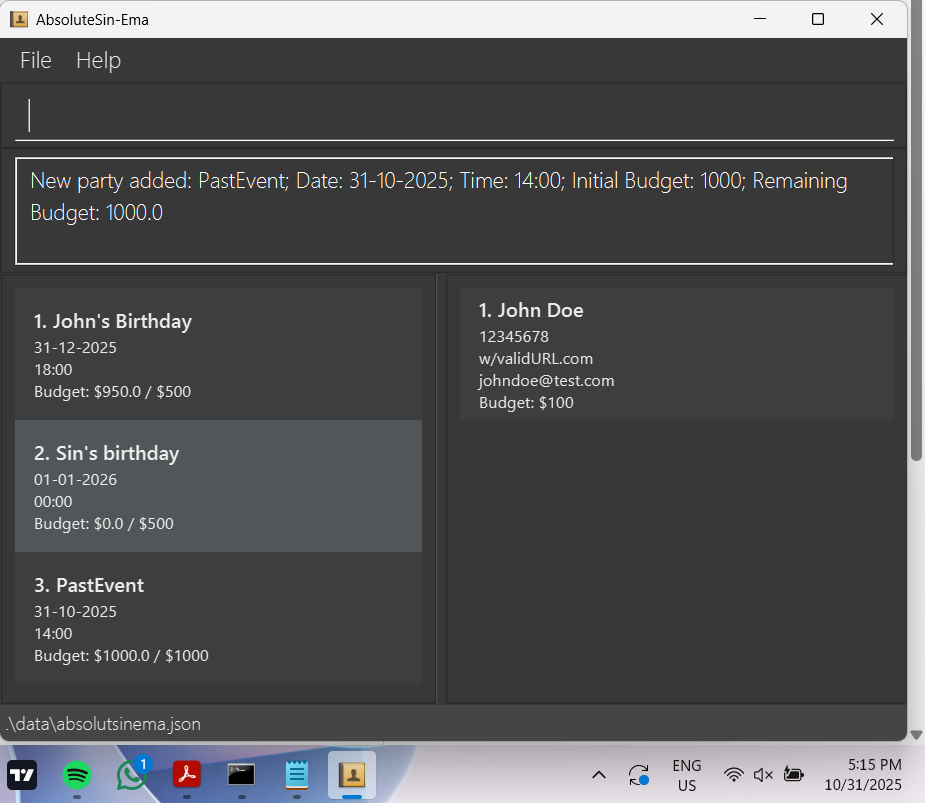 AbsoluteSin-Ema
File Help
New party added: PastEvent; Date: 31-10-2025; Time: 14:00; Initial Budget: 1000; Remaining
Budget: 1000.0
1. John's Birthday
31-12-2025
18:00
Budget: $950.0 / $500
2. Sin's birthday
01-01-2026
00:00
Budget: $0.0 / $500
3. PastEvent
31-10-2025
14:00
Budget: $1000.0 / $1000
1. John Doe
12345678
w/validURL.com
johndoe@test.com
Budget: $100
.\data\absolutsinema.json
1
ENG
US
5:15 PM
10/31/2025